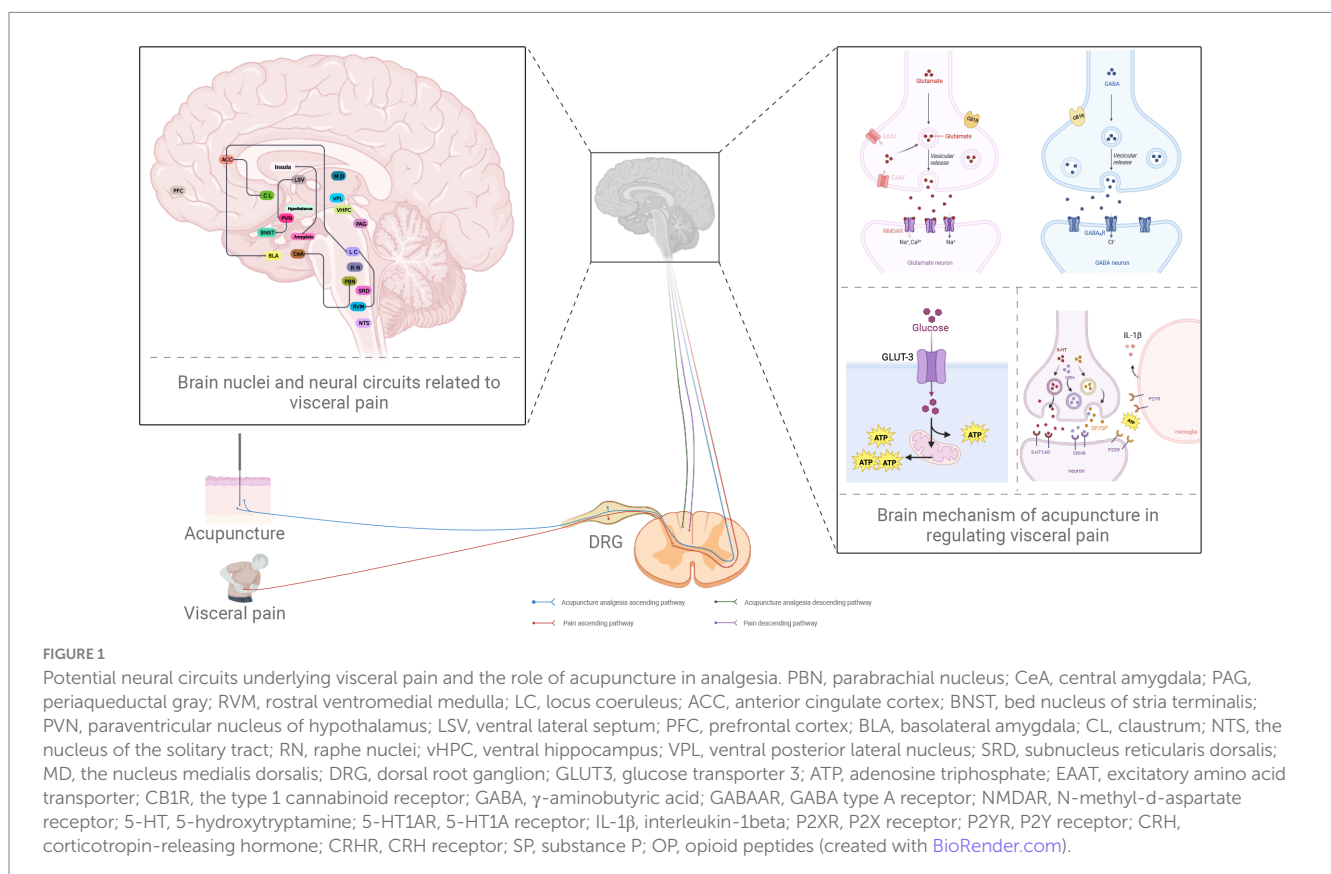 ACC
Insula
LSV
M D
PFC
C L
VPL
Hypothalamus
VHPC
PVN
PAG
BNST
Amygdala
BLA
CeA
L C
R N
PBN
SRD
RVM
NTS
Brain nuclei and neural circuits related to
visceral pain
Acupuncture
Visceral pain
DRG
Acupuncture analgesia ascending pathway
Acupuncture analgesia descending pathway
Pain ascending pathway
Pain descending pathway
Glutamate
CB1R
EAAT
Glutamate
Vesicular
release
EAAT
NMDAR
Na⁺, Ca²⁺
Na⁺
Glutamate neuron
GABA
CB1R
Vesicular
release
GABAAR
Cl⁻
GABA neuron
Glucose
GLUT-3
ATP
ATP
ATP
ATP
5-HT
CRH
SP/OP
IL-1β
P2YR
ATP
P2XR
microglia
5-HT1AR
CRHR
neuron
Brain mechanism of acupuncture in
regulating visceral pain
FIGURE 1
Potential neural circuits underlying visceral pain and the role of acupuncture in analgesia. PBN, parabrachial nucleus; CeA, central amygdala; PAG,
periaqueductal gray; RVM, rostral ventromedial medulla; LC, locus coeruleus; ACC, anterior cingulate cortex; BNST, bed nucleus of stria terminalis;
PVN, paraventricular nucleus of hypothalamus; LSV, ventral lateral septum; PFC, prefrontal cortex; BLA, basolateral amygdala; CL, claustrum; NTS, the
nucleus of the solitary tract; RN, raphe nuclei; vHPC, ventral hippocampus; VPL, ventral posterior lateral nucleus; SRD, subnucleus reticularis dorsalis;
MD, the nucleus medialis dorsalis; DRG, dorsal root ganglion; GLUT3, glucose transporter 3; ATP, adenosine triphosphate; EAAT, excitatory amino acid
transporter; CB1R, the type 1 cannabinoid receptor; GABA, γ-aminobutyric acid; GABAAR, GABA type A receptor; NMDAR, N-methyl-d-aspartate
receptor; 5-HT, 5-hydroxytryptamine; 5-HT1AR, 5-HT1A receptor; IL-1β, interleukin-1beta; P2XR, P2X receptor; P2YR, P2Y receptor; CRH,
corticotropin-releasing hormone; CRHR, CRH receptor; SP, substance P; OP, opioid peptides (created with BioRender.com).